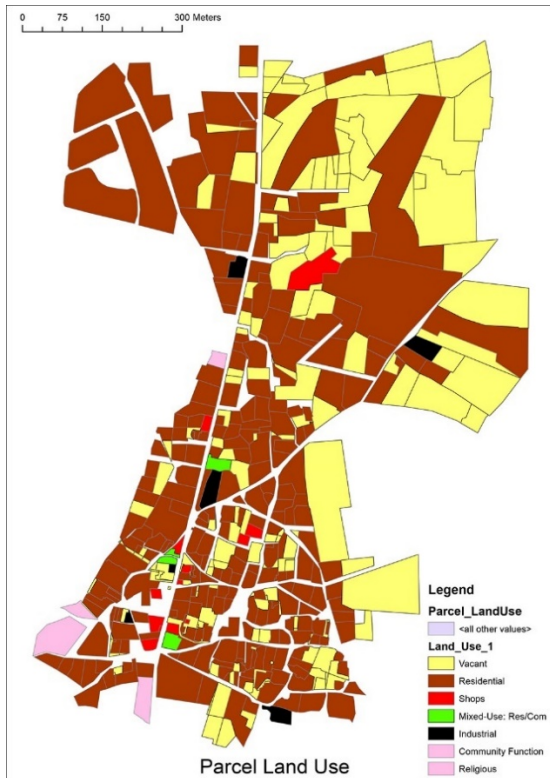 0 75 150 300 Meters
Legend
Parcel_LandUse
<all other values>
Land_Use_1
Vacant
Residential
Shops
Mixed-Use: Res/Com
Industrial
Community Function
Religious
Parcel Land Use